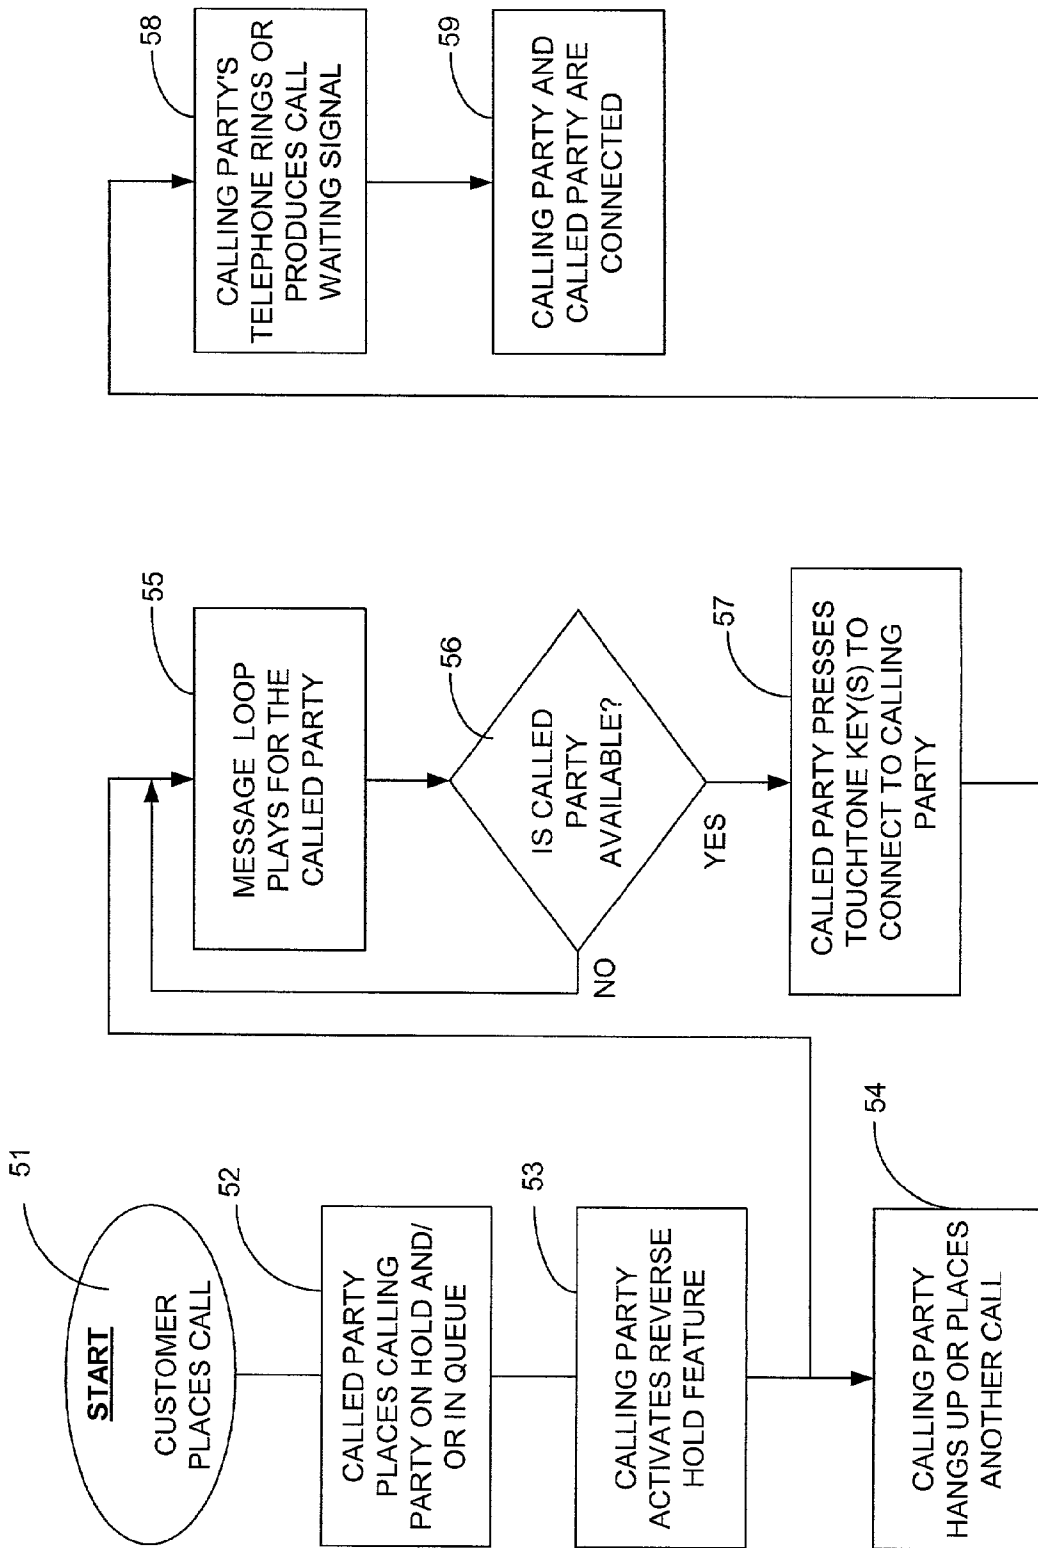 START
CUSTOMER
PLACES CALL
51
CALLED PARTY
PLACES CALLING
PARTY ON HOLD AND/
OR IN QUEUE
52
CALLING PARTY
ACTIVATES REVERSE
HOLD FEATURE
53
CALLING PARTY
HANGS UP OR PLACES
ANOTHER CALL
54
MESSAGE LOOP
PLAYS FOR THE
CALLED PARTY
55
IS CALLED
PARTY
AVAILABLE?
56
NO
YES
CALLED PARTY PRESSES
TOUCHTONE KEY(S) TO
CONNECT TO CALLING
PARTY
57
CALLING PARTY'S
TELEPHONE RINGS OR
PRODUCES CALL
WAITING SIGNAL
58
CALLING PARTY AND
CALLED PARTY ARE
CONNECTED
59